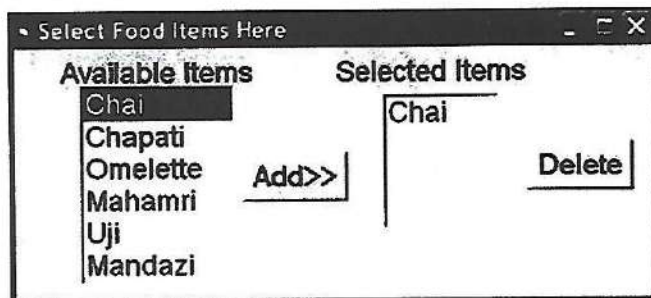 Select Food Items Here
Available Items
Chai
Chapati
Omelette
Mahamri
Uji
Mandazi
Add>>
Selected Items
Chai
Delete